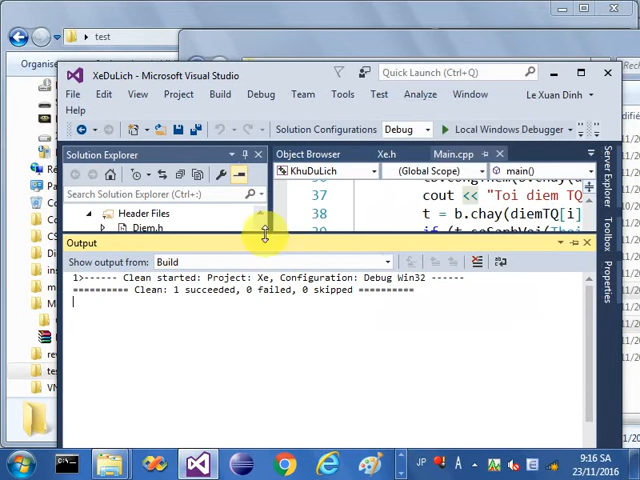 test
Organise
XeDuLich - Microsoft Visual Studio
Quick Launch (Ctrl+Q)
File Edit View Project Build Debug Team Tools Test Analyze Window
Le Xuan Dinh
Help
Solution Configurations Debug Local Windows Debugger
Solution Explorer
Object Browser Xe.h Main.cpp
KhuDuLich (Global Scope) main()
Search Solution Explorer (Ctrl+;)
Header Files
Diem.h
37 cout << "Toi diem TQ
38 t = b.chay(diemTQ[i]
Server Explorer
Toolbox
Properties
Output
Show output from: Build
1>------ Clean started: Project: Xe, Configuration: Debug Win32 ------
========== Clean: 1 succeeded, 0 failed, 0 skipped ==========
JP
9:16 SA
23/11/2016